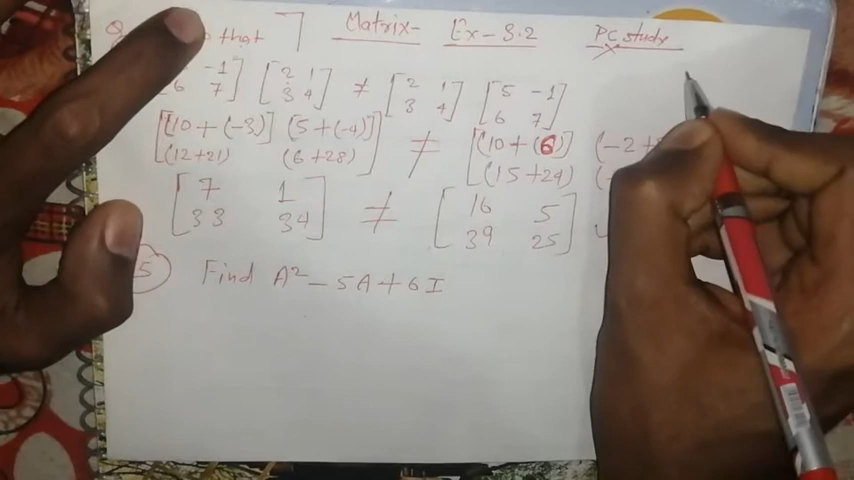 Q that Matrix- Ex-3.2 PC study
-1 6 7] [2 1 3 4] ≠ [2 1 3 4] [5 -1 6 7]
[10+(-3)] (5+(-4)] ≠ [(10+(6)] (-2+
(12+21) (6+28) (15+24)
[7 1 ≠ [16 5
33 34] 39 25]
5 Find A²-5A+6I